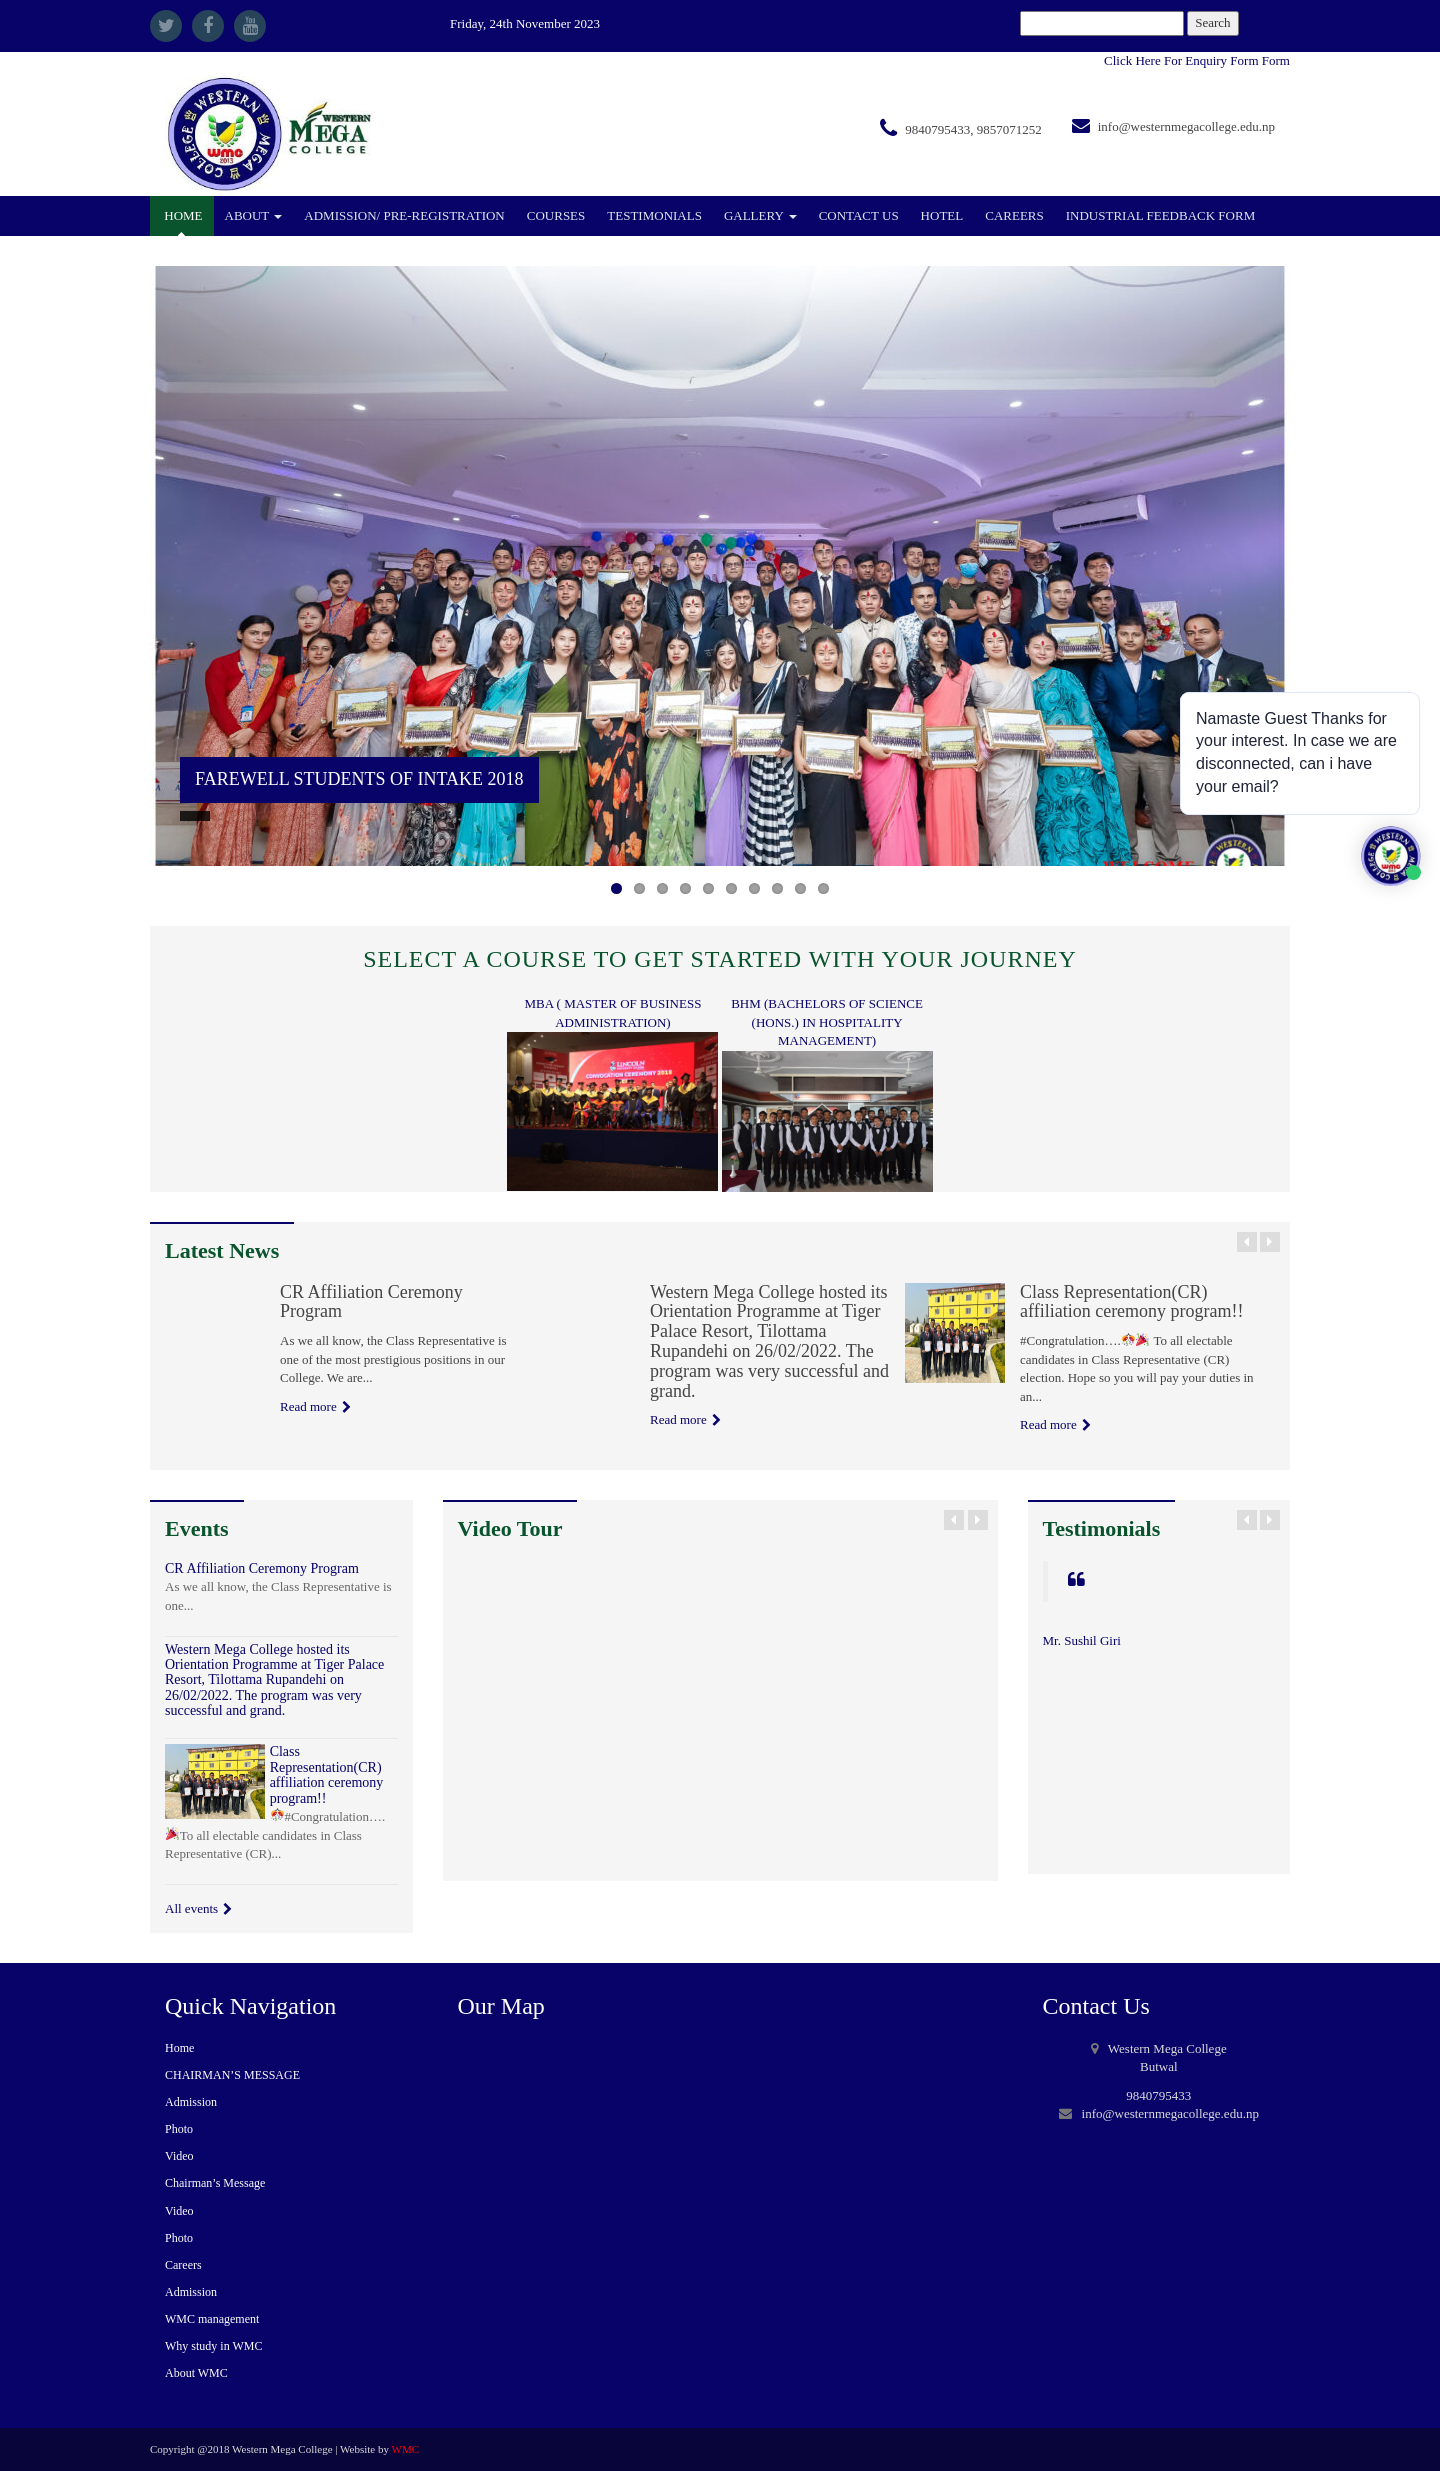 Friday, 24th November 2023
Search
Click Here For Enquiry Form Form
WESTERN MEGA COLLEGE
wmc
2013
WESTERN
MEGA
COLLEGE
9840795433, 9857071252
info@westernmegacollege.edu.np
HOME ABOUT ADMISSION/ PRE-REGISTRATION COURSES TESTIMONIALS GALLERY CONTACT US HOTEL CAREERS INDUSTRIAL FEEDBACK FORM
FAREWELL STUDENTS OF INTAKE 2018
WELCOME
WESTERN
Namaste Guest Thanks for
your interest. In case we are
disconnected, can i have
your email?
WESTERN MEGA COLLEGE
wmc
SELECT A COURSE TO GET STARTED WITH YOUR JOURNEY
MBA ( MASTER OF BUSINESS
ADMINISTRATION)
LINCOLN
CONVOCATION CEREMONY 2018
BHM (BACHELORS OF SCIENCE
(HONS.) IN HOSPITALITY
MANAGEMENT)
Latest News
CR Affiliation Ceremony
Program
As we all know, the Class Representative is
one of the most prestigious positions in our
College. We are...
Read more
Western Mega College hosted its
Orientation Programme at Tiger
Palace Resort, Tilottama
Rupandehi on 26/02/2022. The
program was very successful and
grand.
Read more
Class Representation(CR)
affiliation ceremony program!!
#Congratulation….🎊🎉 To all electable
candidates in Class Representative (CR)
election. Hope so you will pay your duties in
an...
Read more
Events
CR Affiliation Ceremony Program
As we all know, the Class Representative is
one...
Western Mega College hosted its
Orientation Programme at Tiger Palace
Resort, Tilottama Rupandehi on
26/02/2022. The program was very
successful and grand.
Class
Representation(CR)
affiliation ceremony
program!!
🎊#Congratulation….
🎉To all electable candidates in Class
Representative (CR)...
All events
Video Tour
Testimonials
Mr. Sushil Giri
Quick Navigation
Home
CHAIRMAN’S MESSAGE
Admission
Photo
Video
Chairman’s Message
Video
Photo
Careers
Admission
WMC management
Why study in WMC
About WMC
Our Map
Contact Us
Western Mega College
Butwal
9840795433
info@westernmegacollege.edu.np
Copyright @2018 Western Mega College | Website by WMC